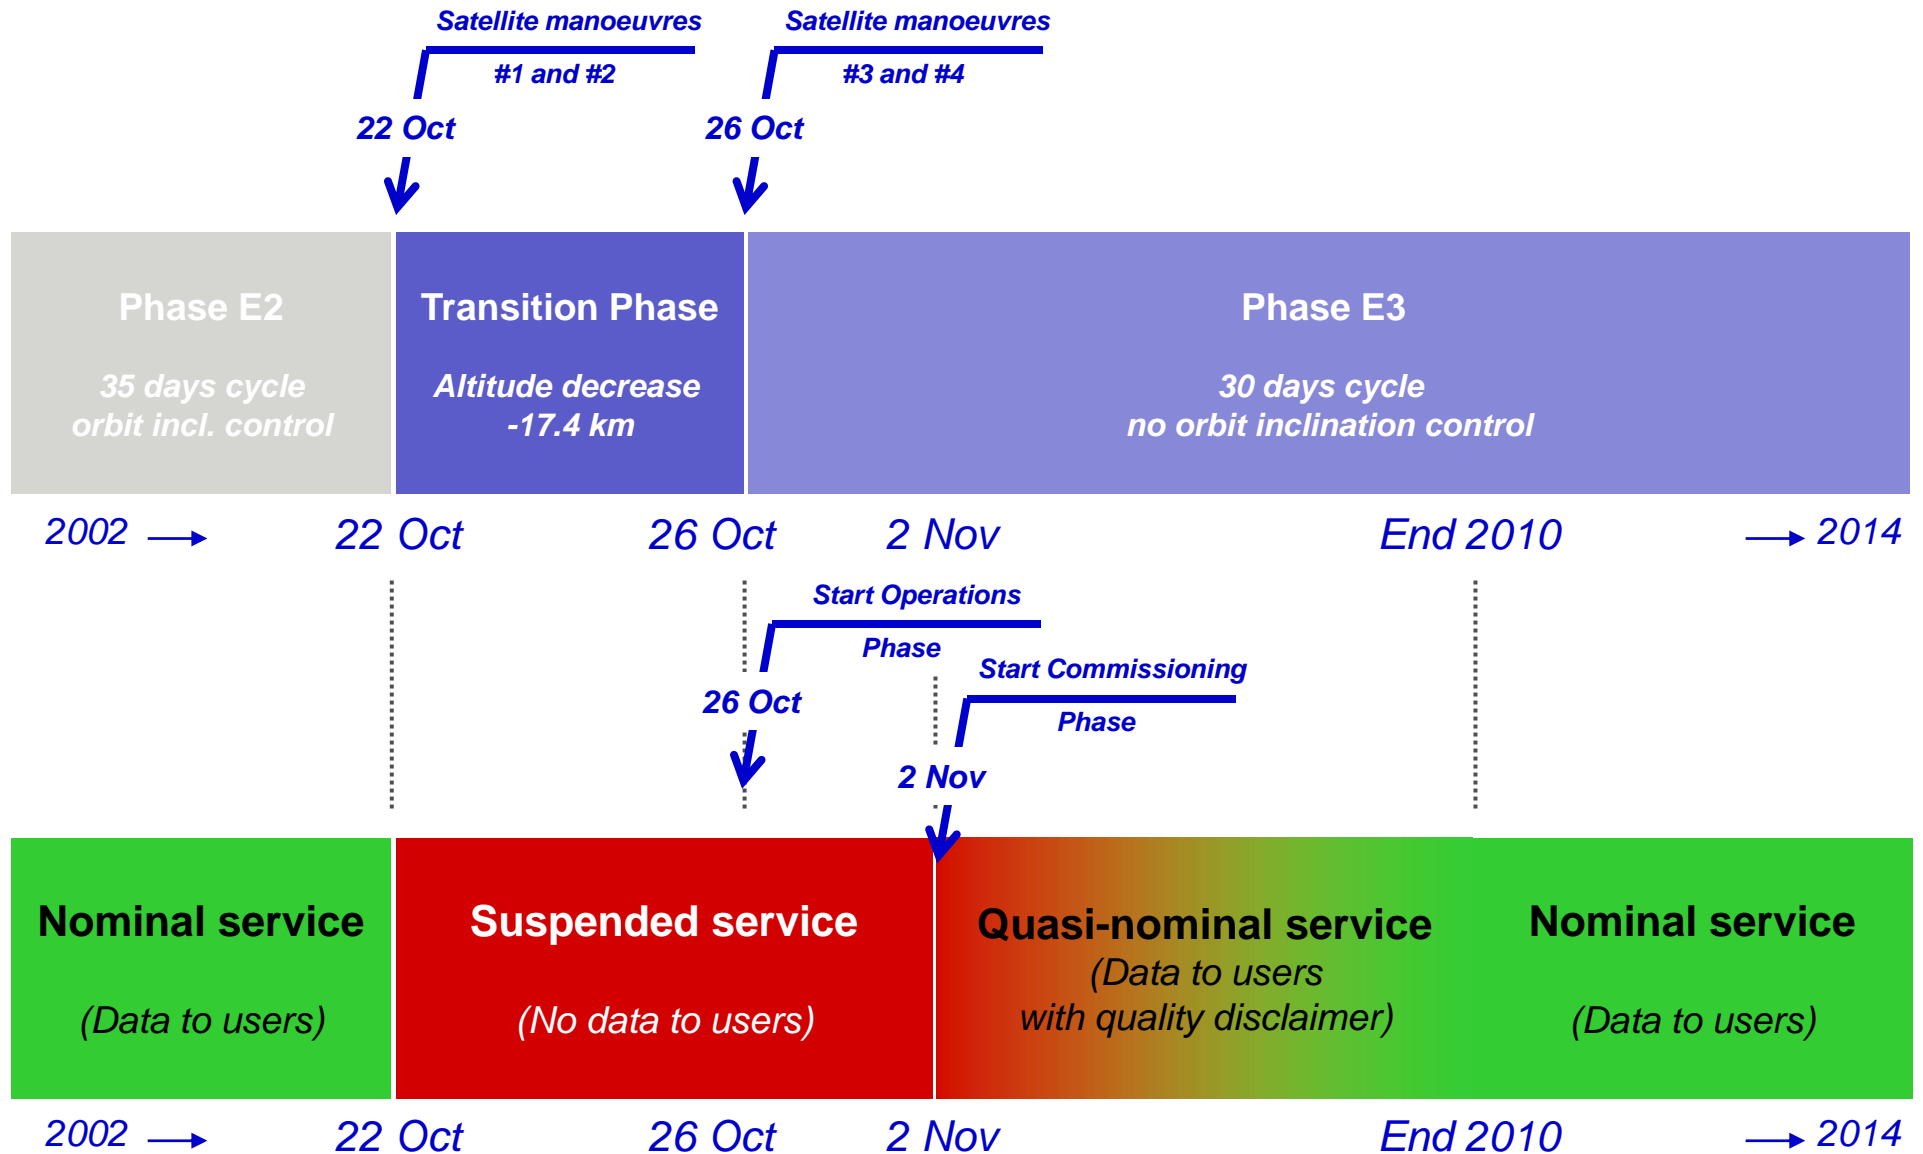 Satellite manoeuvres
#1 and #2
22 Oct
Satellite manoeuvres
#3 and #4
26 Oct
Phase E2
35 days cycle
orbit incl. control
Transition Phase
Altitude decrease
-17.4 km
Phase E3
30 days cycle
no orbit inclination control
2002
22 Oct
26 Oct
2 Nov
End 2010
2014
Start Operations
Phase
26 Oct
Start Commissioning
Phase
2 Nov
Nominal service
(Data to users)
Suspended service
(No data to users)
Quasi-nominal service
(Data to users
with quality disclaimer)
Nominal service
(Data to users)
2002
22 Oct
26 Oct
2 Nov
End 2010
2014